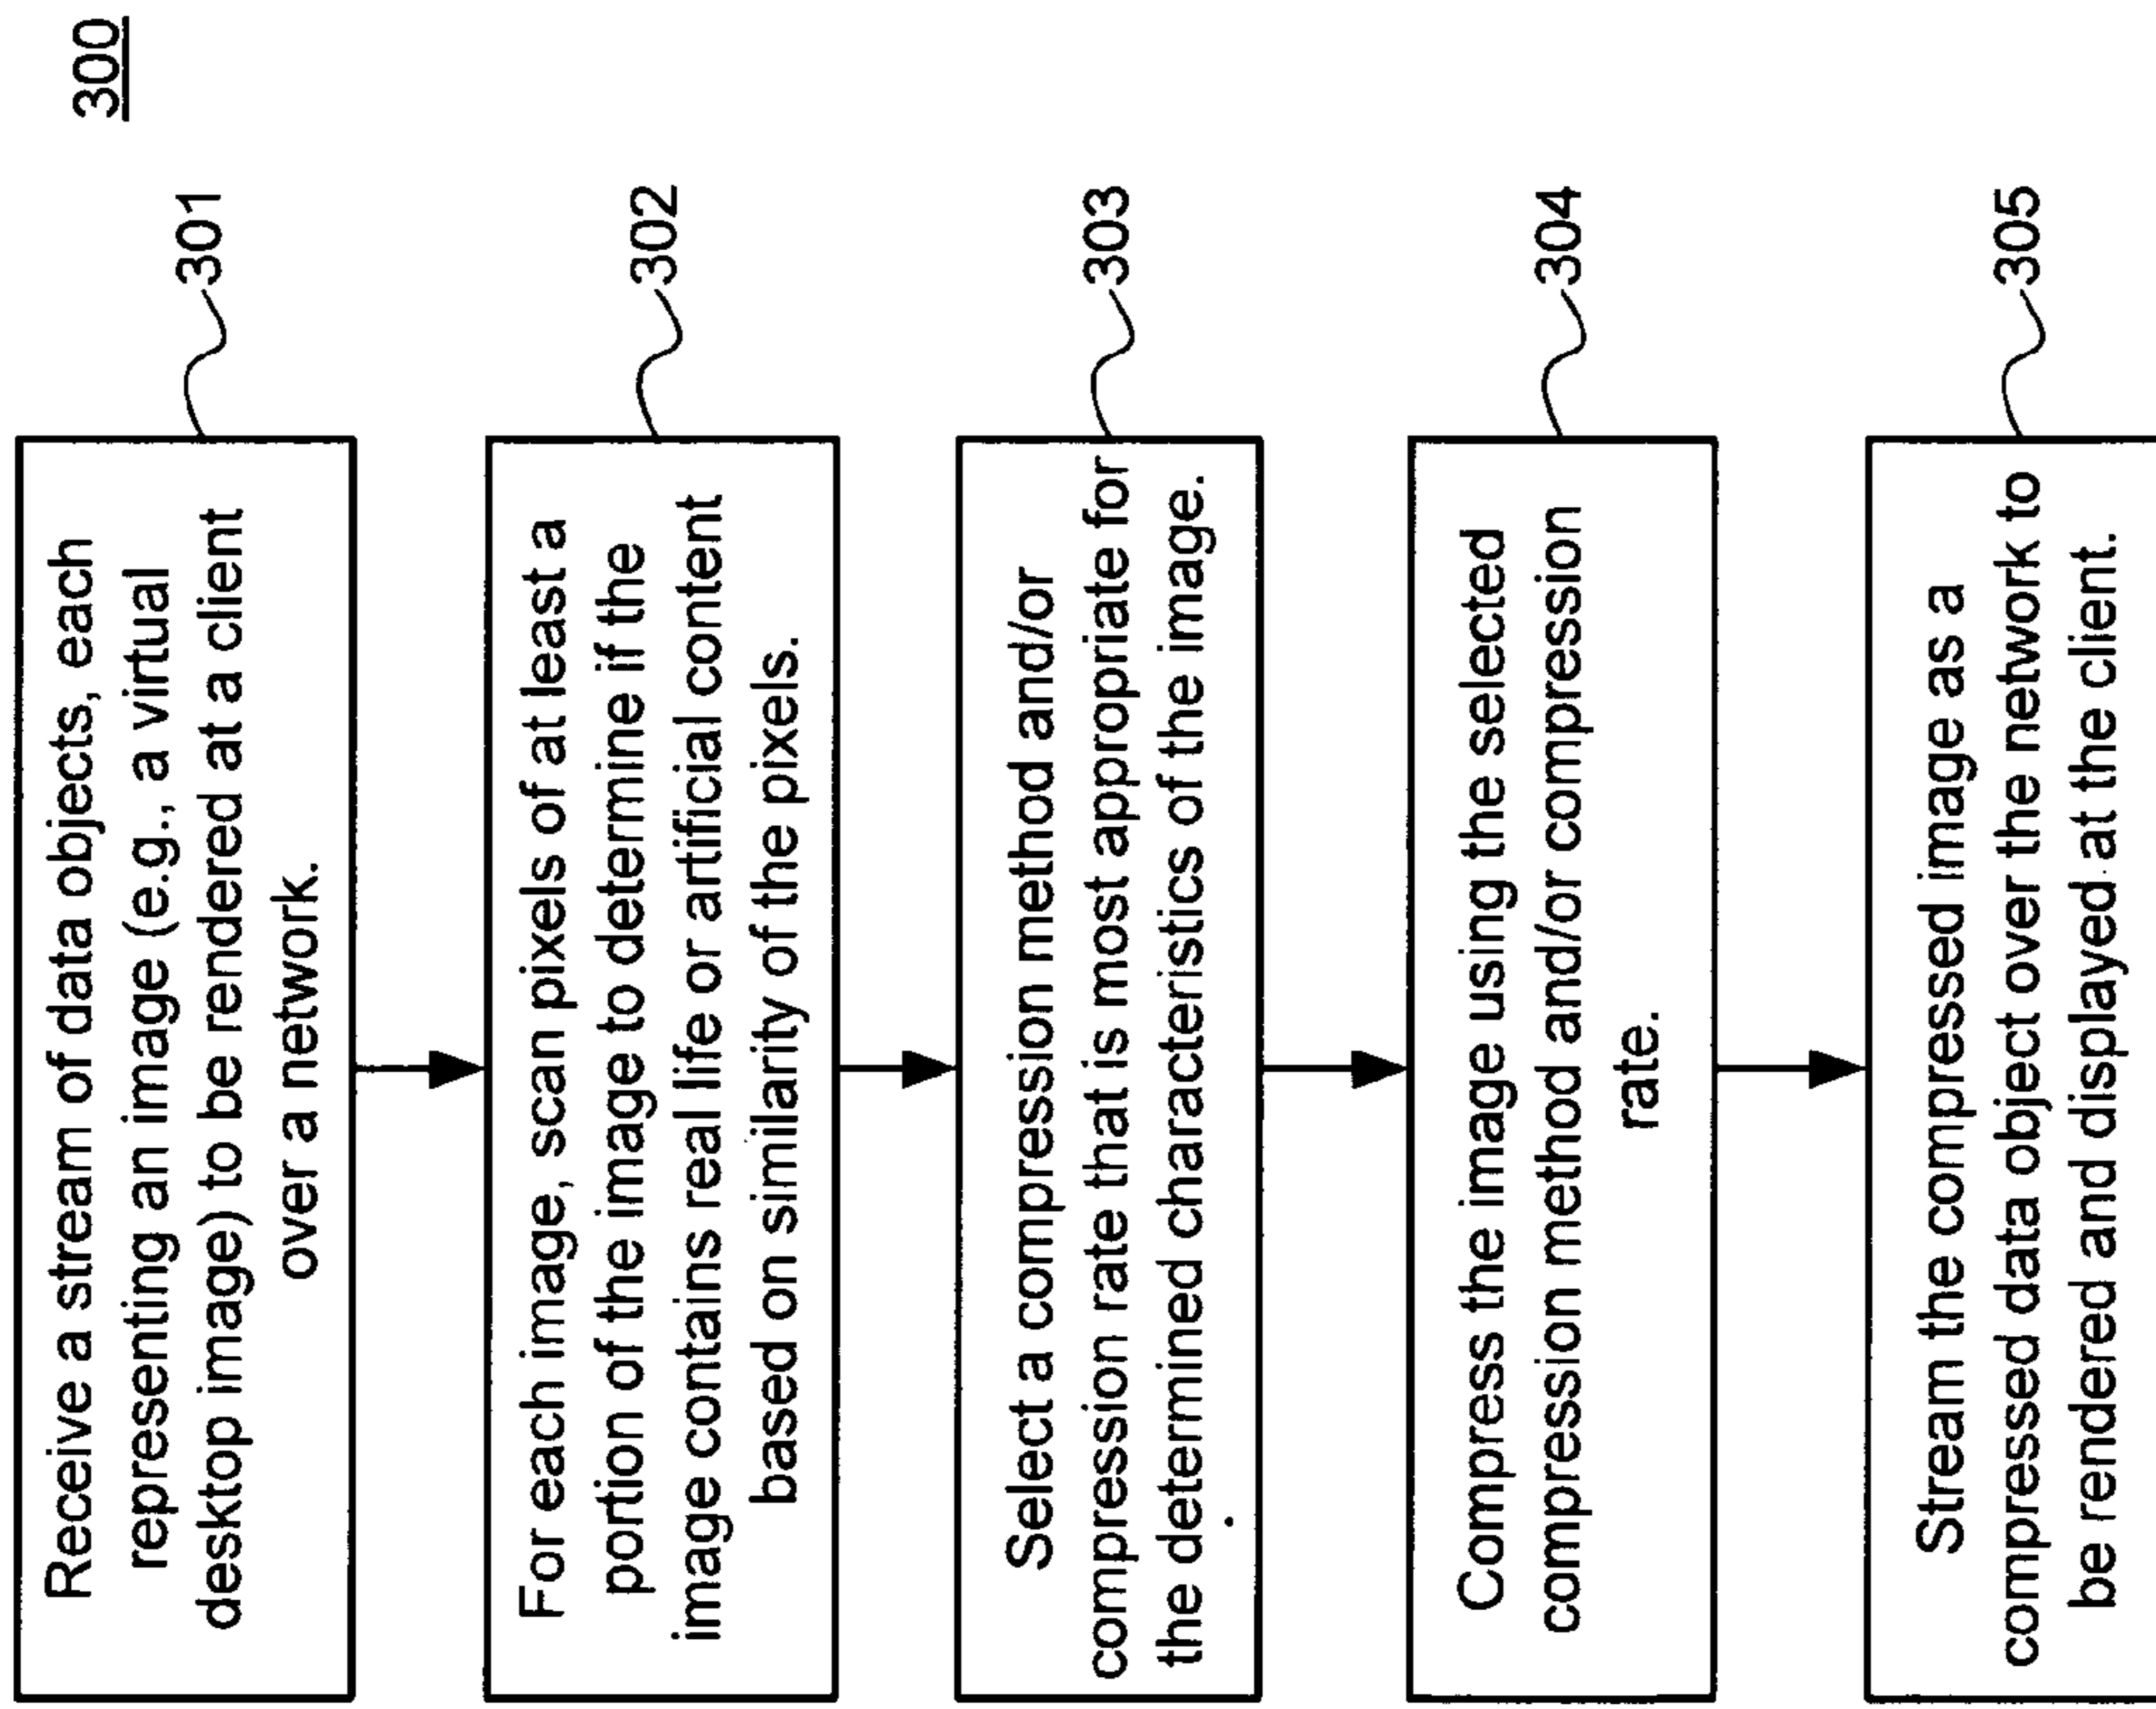 300
Receive a stream of data objects, each
representing an image (e.g., a virtual
desktop image) to be rendered at a client
over a network.
301
For each image, scan pixels of at least a
portion of the image to determine if the
image contains real life or artificial content
based on similarity of the pixels.
302
Select a compression method and/or
compression rate that is most appropriate for
the determined characteristics of the image.
.
303
Compress the image using the selected
compression method and/or compression
rate.
304
Stream the compressed image as a
compressed data object over the network to
be rendered and displayed at the client.
305